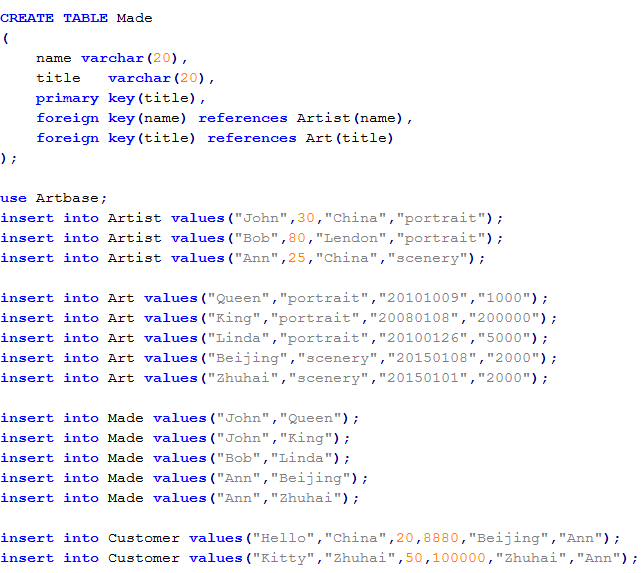 CREATE TABLE Made
(
    name varchar(20),
    title   varchar(20),
    primary key(title),
    foreign key(name) references Artist(name),
    foreign key(title) references Art(title)
);

use Artbase;
insert into Artist values("John",30,"China","portrait");
insert into Artist values("Bob",80,"Lendon","portrait");
insert into Artist values("Ann",25,"China","scenery");

insert into Art values("Queen","portrait","20101009","1000");
insert into Art values("King","portrait","20080108","200000");
insert into Art values("Linda","portrait","20100126","5000");
insert into Art values("Beijing","scenery","20150108","2000");
insert into Art values("Zhuhai","scenery","20150101","2000");

insert into Made values("John","Queen");
insert into Made values("John","King");
insert into Made values("Bob","Linda");
insert into Made values("Ann","Beijing");
insert into Made values("Ann","Zhuhai");

insert into Customer values("Hello","China",20,8880,"Beijing","Ann");
insert into Customer values("Kitty","Zhuhai",50,100000,"Zhuhai","Ann");